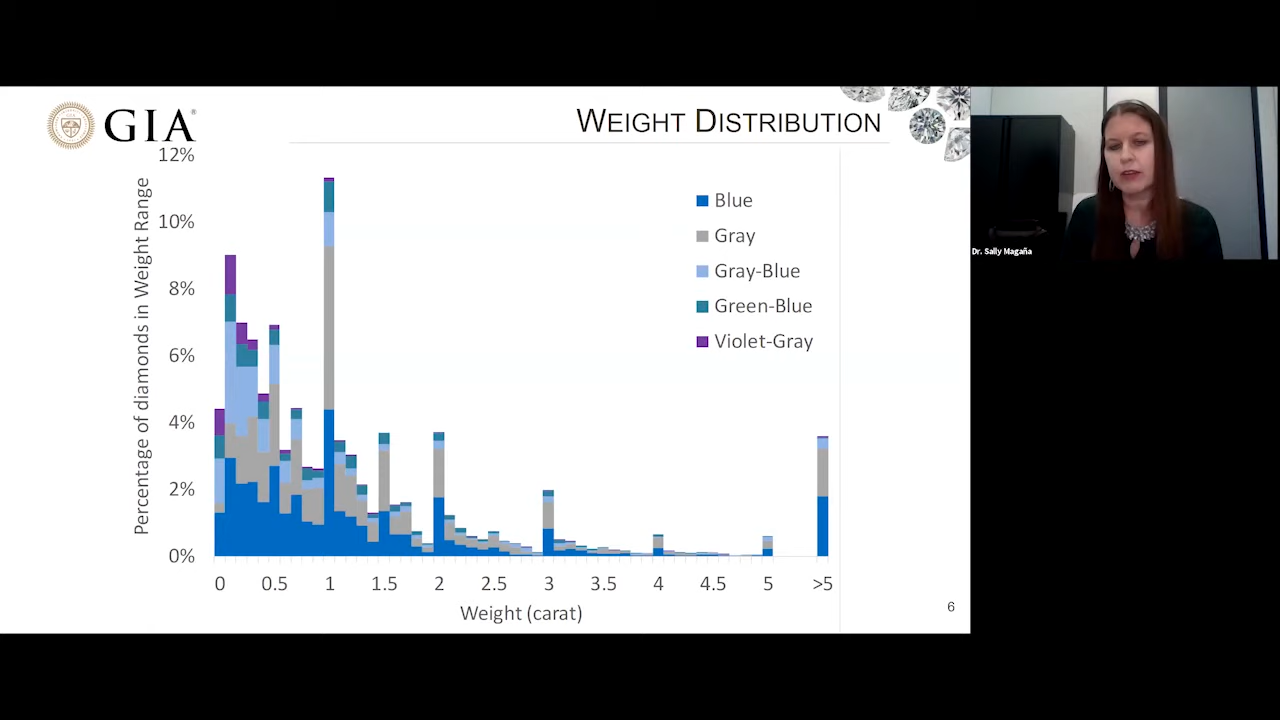 GIA®
WEIGHT DISTRIBUTION
Percentage of diamonds in Weight Range
12%
10%
8%
6%
4%
2%
0%
Blue
Gray
Gray-Blue
Green-Blue
Violet-Gray
0 0.5 1 1.5 2 2.5 3 3.5 4 4.5 5 >5
Weight (carat)
6
Dr. Sally Magaña